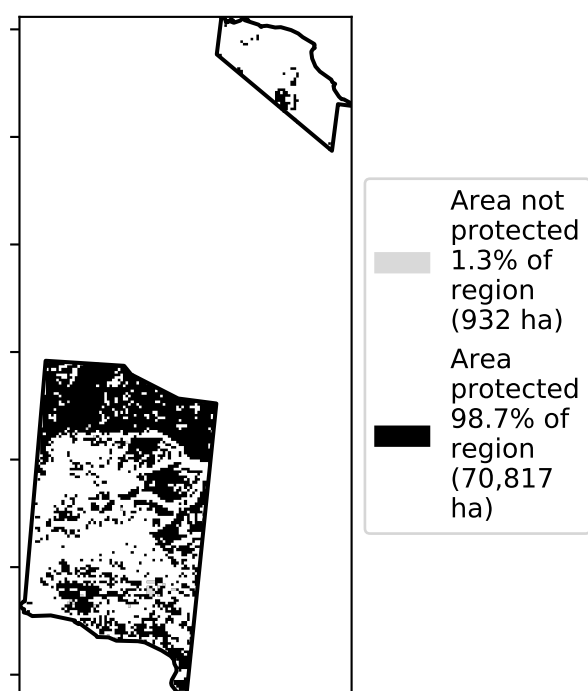 Area not
protected
1.3% of
region
(932 ha)
Area
protected
98.7% of
region
(70,817
ha)